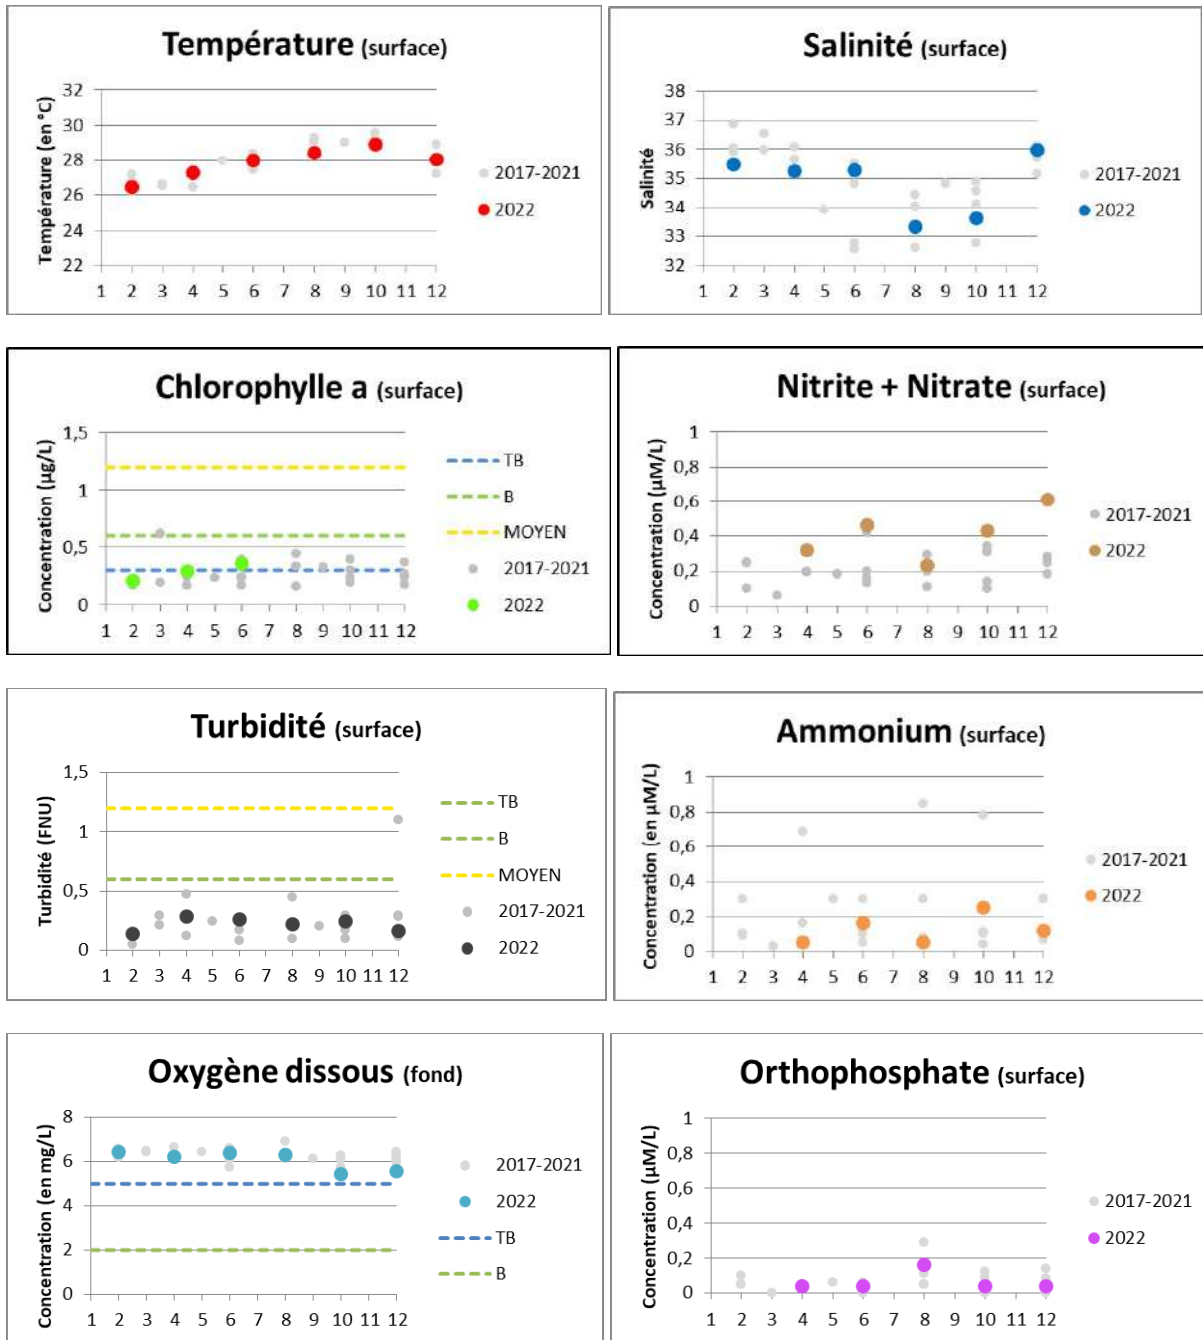 Température (surface)
Température (en °C)
32
30
28
26
24
22
1 2 3 4 5 6 7 8 9 10 11 12
2017-2021
2022
Salinité (surface)
Salinité
38
37
36
35
34
33
32
1 2 3 4 5 6 7 8 9 10 11 12
2017-2021
2022
Chlorophylle a (surface)
Concentration (µg/L)
1,5
1
0,5
0
1 2 3 4 5 6 7 8 9 10 11 12
TB
B
MOYEN
2017-2021
2022
Nitrite + Nitrate (surface)
Concentration (µM/L)
1
0,8
0,6
0,4
0,2
0
1 2 3 4 5 6 7 8 9 10 11 12
2017-2021
2022
Turbidité (surface)
Turbidité (FNU)
1,5
1
0,5
0
1 2 3 4 5 6 7 8 9 10 11 12
TB
B
MOYEN
2017-2021
2022
Ammonium (surface)
Concentration (en µM/L)
1
0,8
0,6
0,4
0,2
0
1 2 3 4 5 6 7 8 9 10 11 12
2017-2021
2022
Oxygène dissous (fond)
Concentration (en mg/L)
8
6
4
2
0
1 2 3 4 5 6 7 8 9 10 11 12
2017-2021
2022
TB
B
Orthophosphate (surface)
Concentration (µM/L)
1
0,8
0,6
0,4
0,2
0
1 2 3 4 5 6 7 8 9 10 11 12
2017-2021
2022